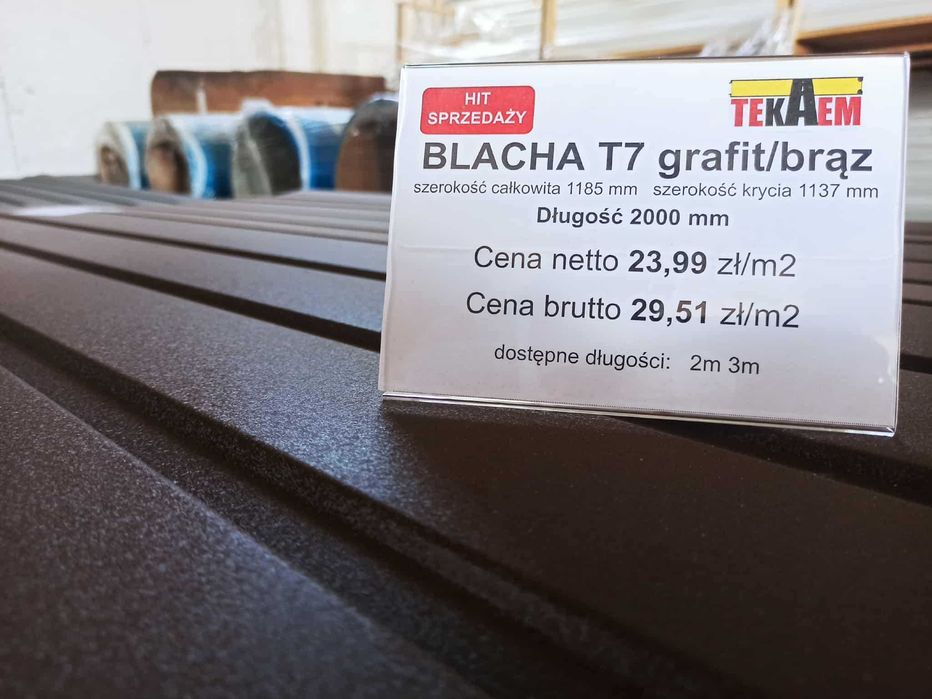 HIT
SPRZEDAŻY
TEKAEM
BLACHA T7 grafit/brąz
szerokość całkowita 1185 mm szerokość krycia 1137 mm
Długość 2000 mm
Cena netto 23,99 zł/m2
Cena brutto 29,51 zł/m2
dostępne długości: 2m 3m